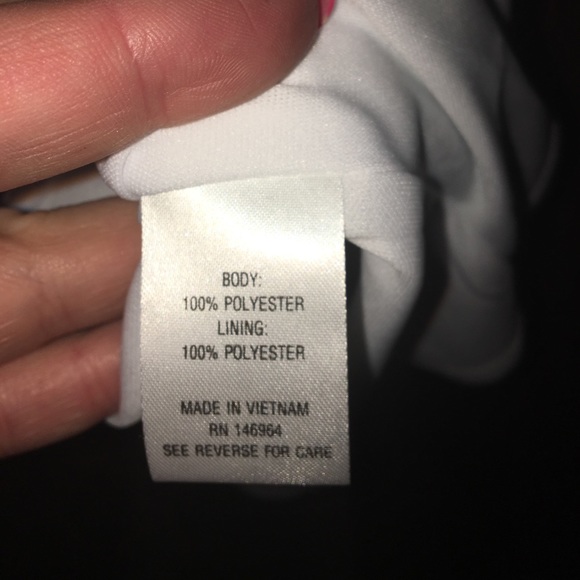 BODY:
100% POLYESTER
LINING:
100% POLYESTER
MADE IN VIETNAM
RN 146964
SEE REVERSE FOR CARE